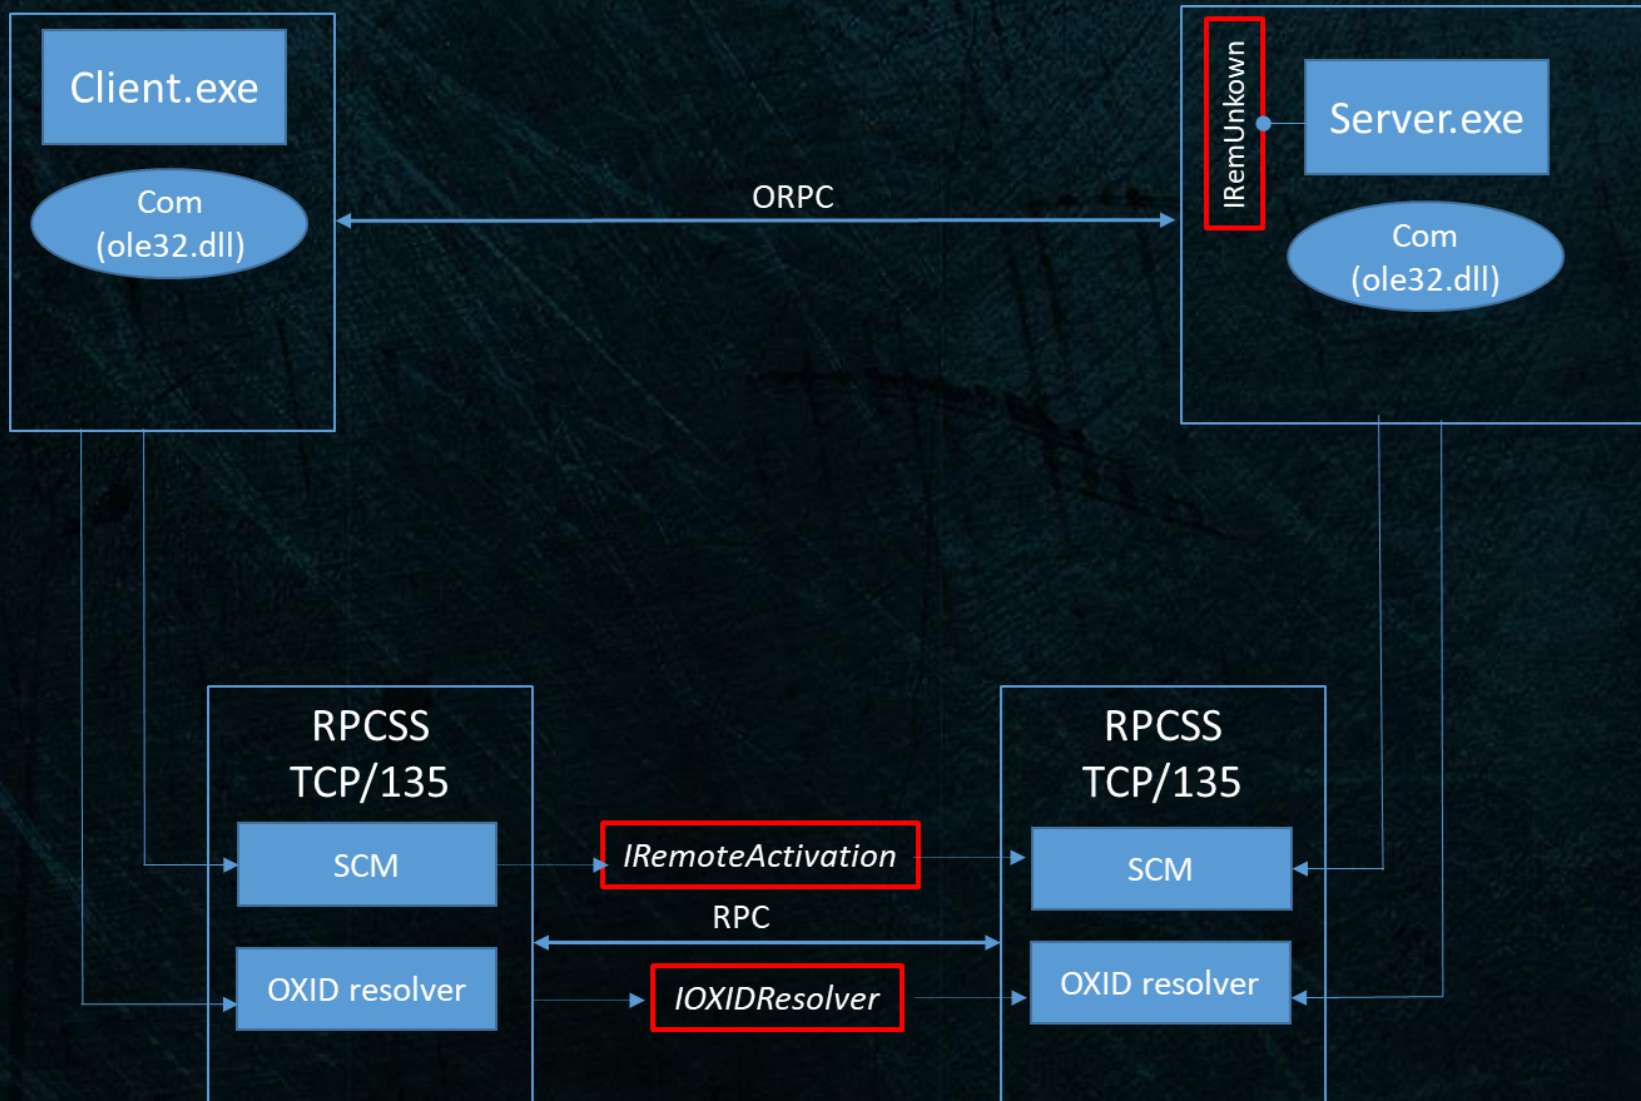 Client.exe
Com
(ole32.dll)
ORPC
IRemUnkown
Server.exe
Com
(ole32.dll)
RPCSS
TCP/135
SCM
OXID resolver
IRemoteActivation
RPC
IOXIDResolver
RPCSS
TCP/135
SCM
OXID resolver